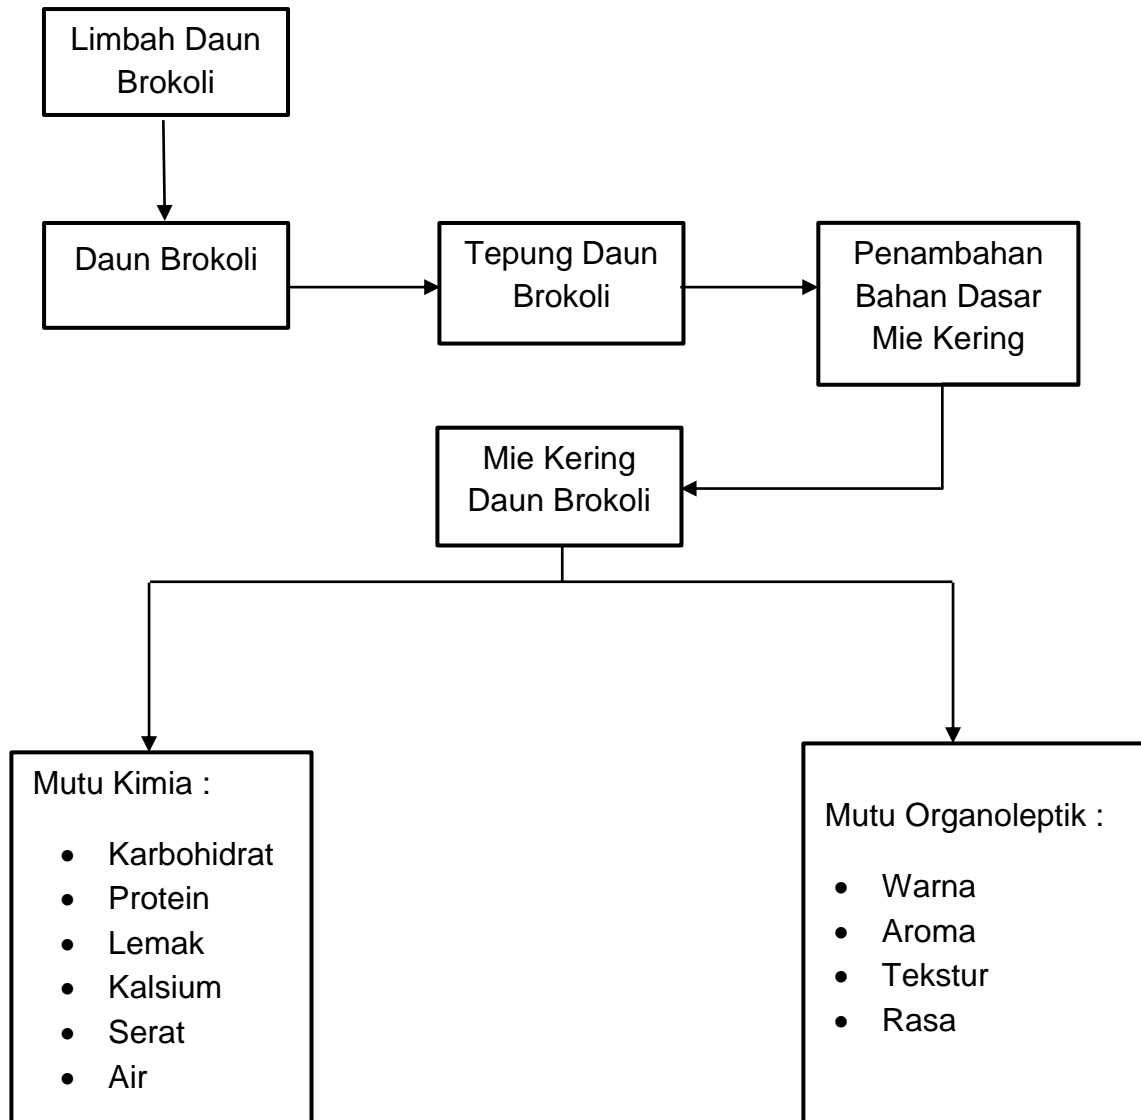 Limbah Daun
Brokoli
Daun Brokoli
Tepung Daun
Brokoli
Penambahan
Bahan Dasar
Mie Kering
Mie Kering
Daun Brokoli
Mutu Kimia :
• Karbohidrat
• Protein
• Lemak
• Kalsium
• Serat
• Air
Mutu Organoleptik :
• Warna
• Aroma
• Tekstur
• Rasa